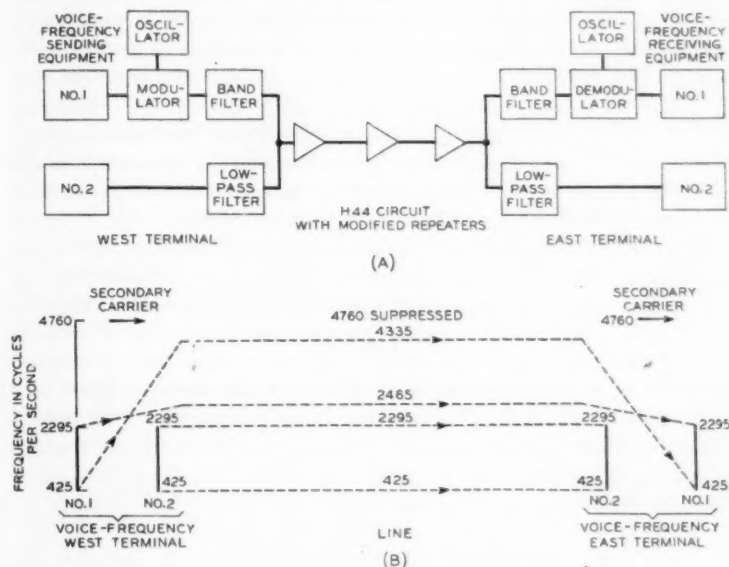 VOICE-
FREQUENCY
SENDING
EQUIPMENT
OSCIL-
LATOR
NO.1
MODU-
LATOR
BAND
FILTER
NO.2
LOW-
PASS
FILTER
WEST TERMINAL
H44 CIRCUIT
WITH MODIFIED REPEATERS
OSCIL-
LATOR
VOICE-
FREQUENCY
RECEIVING
EQUIPMENT
BAND
FILTER
DEMODU-
LATOR
NO.1
LOW-
PASS
FILTER
NO.2
EAST TERMINAL
(A)
FREQUENCY IN CYCLES
PER SECOND
SECONDARY
CARRIER
4760
4760 SUPPRESSED
4335
SECONDARY
CARRIER
4760
2465
2295
2295
2295
2295
2295
425
425
425
425
425
NO.1
NO.2
NO.2
NO.1
VOICE-FREQUENCY
WEST TERMINAL
LINE
VOICE-FREQUENCY
EAST TERMINAL
(B)